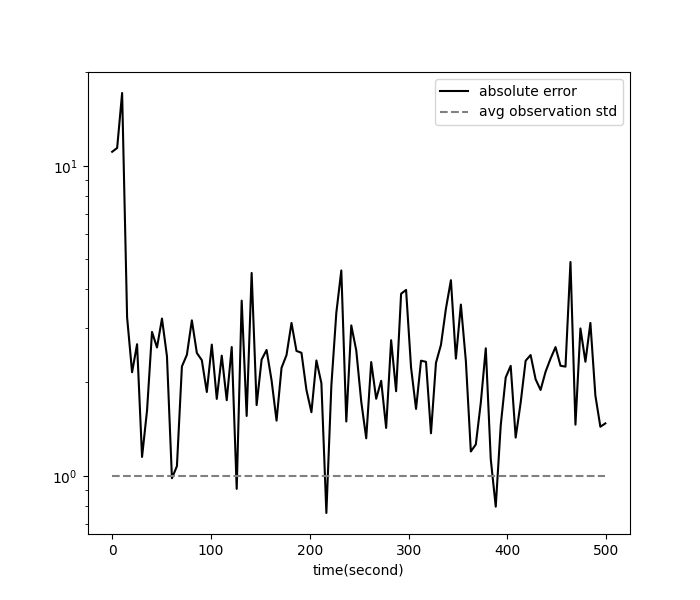 absolute error
avg observation std
10¹
10⁰
0 100 200 300 400 500
time(second)